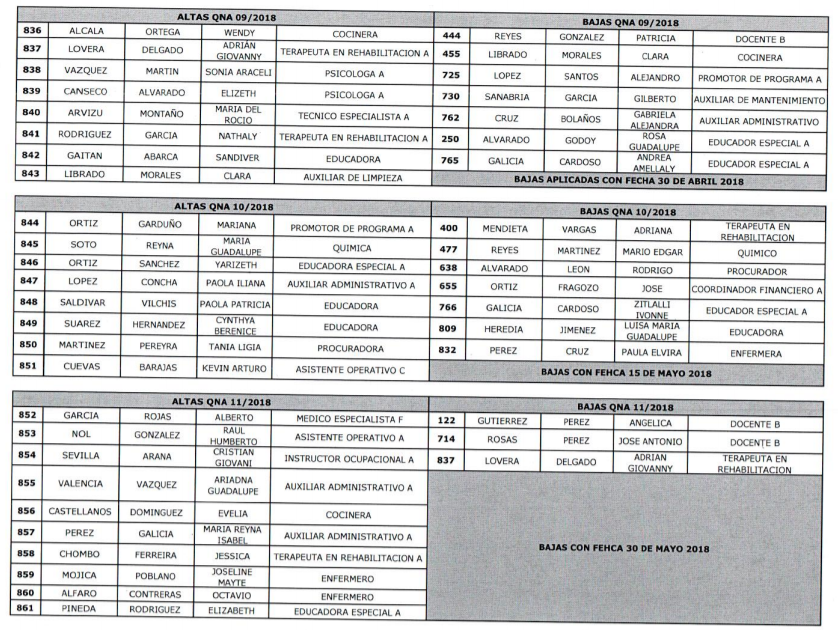 ALTAS QNA 09/2018
836 ALCALA ORTEGA WENDY COCINERA
837 LOVERA DELGADO ADRIÁN GIOVANNY TERAPEUTA EN REHABILITACION A
838 VAZQUEZ MARTIN SONIA ARACELI PSICOLOGA A
839 CANSECO ALVARADO ELIZETH PSICOLOGA A
840 ARVIZU MONTAÑO MARIA DEL ROCIO TECNICO ESPECIALISTA A
841 RODRIGUEZ GARCIA NATHALY TERAPEUTA EN REHABILITACION A
842 GAITAN ABARCA SANDIVER EDUCADORA
843 LIBRADO MORALES CLARA AUXILIAR DE LIMPIEZA
BAJAS QNA 09/2018
444 REYES GONZALEZ PATRICIA DOCENTE B
455 LIBRADO MORALES CLARA COCINERA
725 LOPEZ SANTOS ALEJANDRO PROMOTOR DE PROGRAMA A
730 SANABRIA GARCIA GILBERTO AUXILIAR DE MANTENIMIENTO
762 CRUZ BOLAÑOS GABRIELA ALEJANDRA AUXILIAR ADMINISTRATIVO
250 ALVARADO GODOY ROSA GUADALUPE EDUCADOR ESPECIAL A
765 GALICIA CARDOSO ANDREA AMELLALY EDUCADOR ESPECIAL A
BAJAS APLICADAS CON FECHA 30 DE ABRIL 2018
ALTAS QNA 10/2018
844 ORTIZ GARDUÑO MARIANA PROMOTOR DE PROGRAMA A
845 SOTO REYNA MARIA GUADALUPE QUIMICA
846 ORTIZ SANCHEZ YARIZETH EDUCADORA ESPECIAL A
847 LOPEZ CONCHA PAOLA ILIANA AUXILIAR ADMINISTRATIVO A
848 SALDIVAR VILCHIS PAOLA PATRICIA EDUCADORA
849 SUAREZ HERNANDEZ CYNTHYA BERENICE EDUCADORA
850 MARTINEZ PEREYRA TANIA LIGIA PROCURADORA
851 CUEVAS BARAJAS KEVIN ARTURO ASISTENTE OPERATIVO C
BAJAS QNA 10/2018
400 MENDIETA VARGAS ADRIANA TERAPEUTA EN REHABILITACION
477 REYES MARTINEZ MARIO EDGAR QUIMICO
638 ALVARADO LEON RODRIGO PROCURADOR
655 ORTIZ FRAGOZO JOSE COORDINADOR FINANCIERO A
766 GALICIA CARDOSO ZITLALLI IVONNE EDUCADOR ESPECIAL A
809 HEREDIA JIMENEZ LUISA MARIA GUADALUPE EDUCADORA
832 PEREZ CRUZ PAULA ELVIRA ENFERMERA
BAJAS CON FEHCA 15 DE MAYO 2018
ALTAS QNA 11/2018
852 GARCIA ROJAS ALBERTO MEDICO ESPECIALISTA F
853 NOL GONZALEZ RAUL HUMBERTO ASISTENTE OPERATIVO A
854 SEVILLA ARANA CRISTIAN GIOVANI INSTRUCTOR OCUPACIONAL A
855 VALENCIA VAZQUEZ ARIADNA GUADALUPE AUXILIAR ADMINISTRATIVO A
856 CASTELLANOS DOMINGUEZ EVELIA COCINERA
857 PEREZ GALICIA MARIA REYNA ISABEL AUXILIAR ADMINISTRATIVO A
858 CHOMBO FERREIRA JESSICA TERAPEUTA EN REHABILITACION A
859 MOJICA POBLANO JOSELINE MAYTE ENFERMERO
860 ALFARO CONTRERAS OCTAVIO ENFERMERO
861 PINEDA RODRIGUEZ ELIZABETH EDUCADORA ESPECIAL A
BAJAS QNA 11/2018
122 GUTIERREZ PEREZ ANGELICA DOCENTE B
714 ROSAS PEREZ JOSE ANTONIO DOCENTE B
837 LOVERA DELGADO ADRIAN GIOVANNY TERAPEUTA EN REHABILITACION
BAJAS CON FEHCA 30 DE MAYO 2018